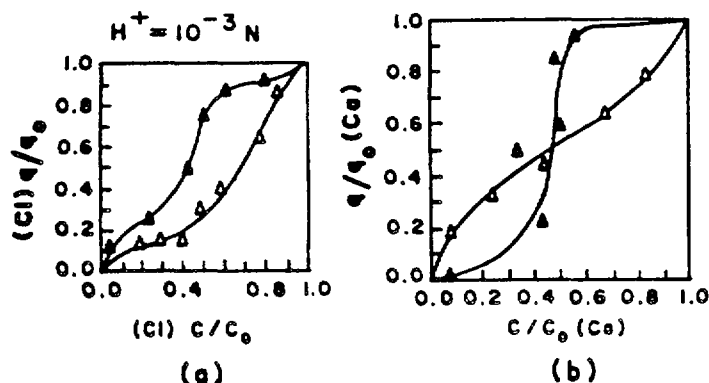 H⁺ = 10⁻³ N
(Cl) q/q₀
1.0
0.8
0.6
0.4
0.2
0.0
0.0 0.4 0.8 1.0
(Cl) C/C₀
(a)
q/q₀ (Ca)
1.0
0.8
0.6
0.4
0.2
0.0
0.0 0.2 0.4 0.6 0.8 1.0
C/C₀ (Ca)
(b)